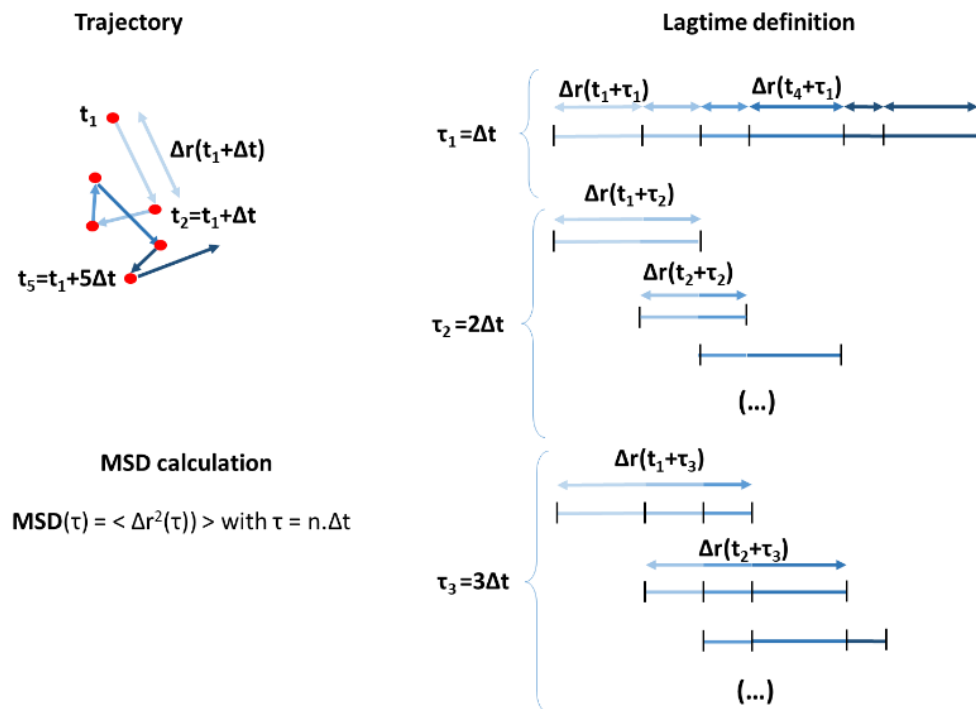 Trajectory
t₁
Δr(t₁+Δt)
t₂=t₁+Δt
t₅=t₁+5Δt
MSD calculation
MSD(τ) = < Δr²(τ)) > with τ = n.Δt
Lagtime definition
τ₁=Δt
Δr(t₁+τ₁)
Δr(t₄+τ₁)
τ₂=2Δt
Δr(t₁+τ₂)
Δr(t₂+τ₂)
(...)
τ₃=3Δt
Δr(t₁+τ₃)
Δr(t₂+τ₃)
(...)